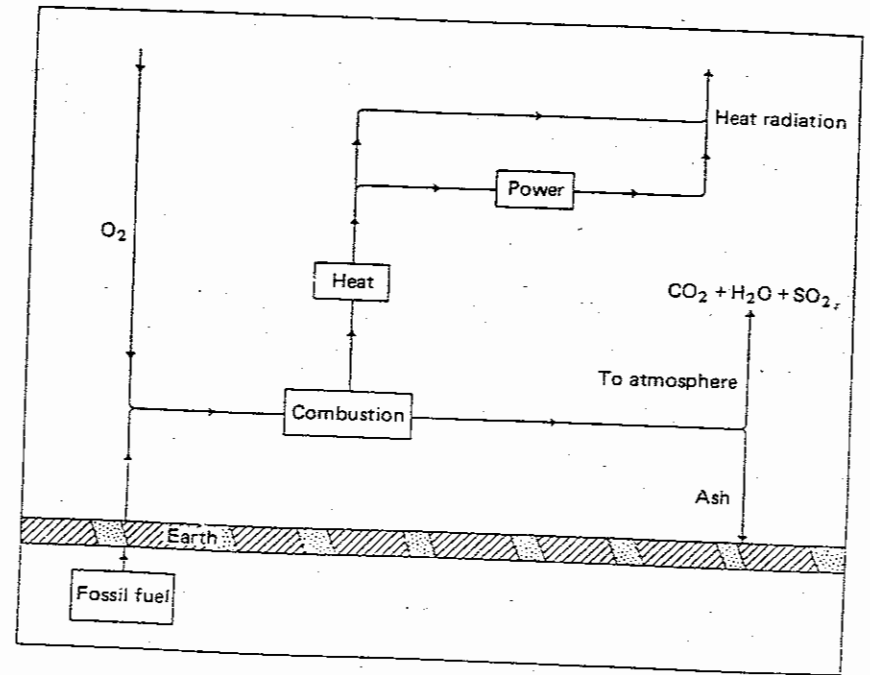 Heat radiation
Power
O₂
Heat
CO₂ + H₂O + SO₂
To atmosphere
Combustion
Ash
Earth
Fossil fuel